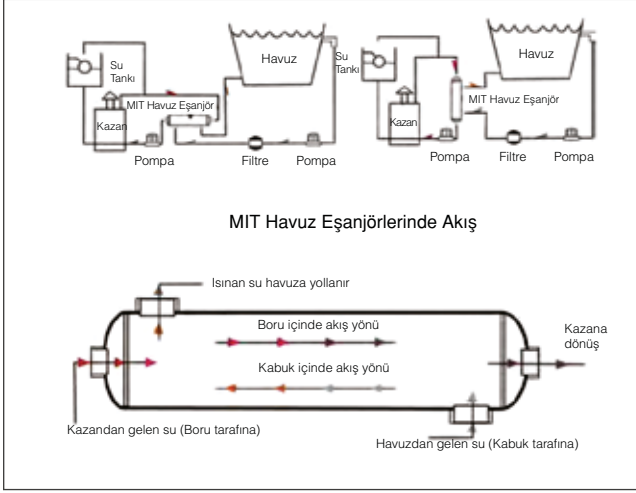 Su
Tankı
Havuz
MIT Havuz Eşanjör
Kazan
Pompa
Filtre
Pompa
Su
Tankı
Havuz
MIT Havuz Eşanjör
Kazan
Pompa
Filtre
Pompa
MIT Havuz Eşanjörlerinde Akış
Isınan su havuza yollanır
Boru içinde akış yönü
Kabuk içinde akış yönü
Kazana
dönüş
Kazandan gelen su (Boru tarafına)
Havuzdan gelen su (Kabuk tarafına)